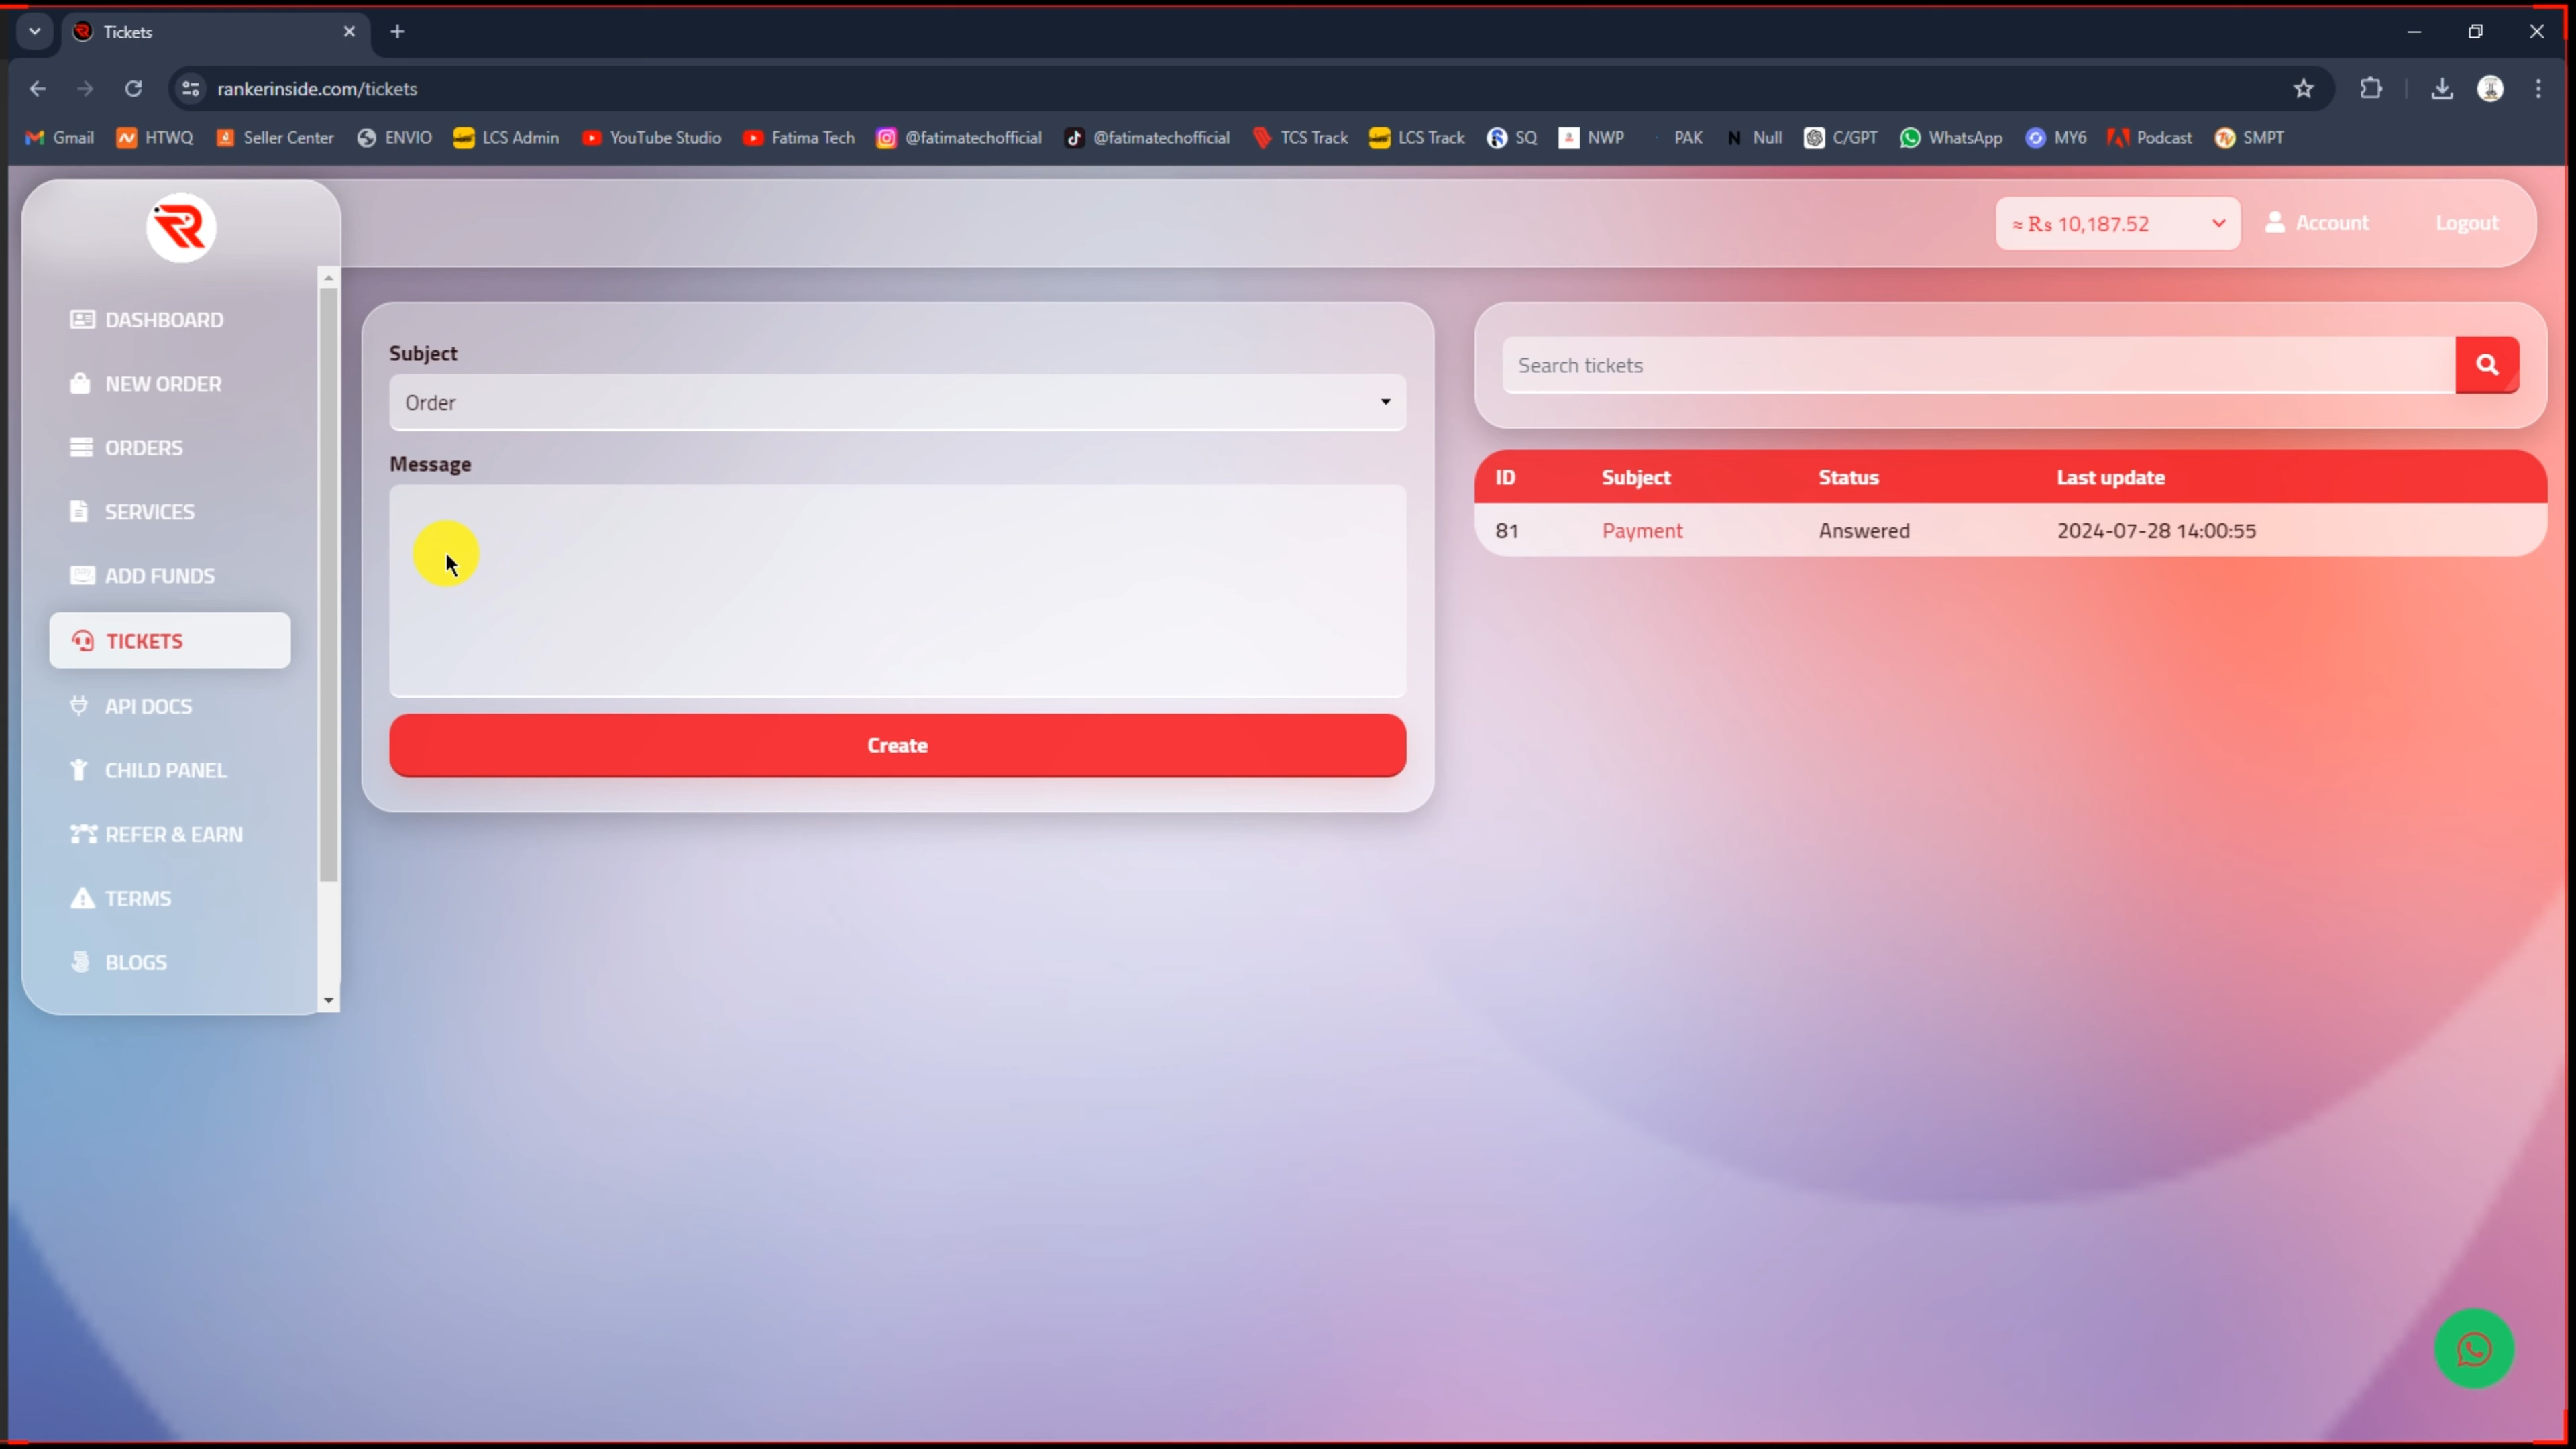 Tickets
rankerinside.com/tickets
Gmail HTWQ Seller Center ENVIO LCS Admin YouTube Studio Fatima Tech @fatimatechofficial @fatimatechofficial TCS Track LCS Track SQ NWP PAK Null C/GPT WhatsApp MY6 Podcast SMPT
≈ Rs 10,187.52 Account Logout
DASHBOARD
NEW ORDER
ORDERS
SERVICES
ADD FUNDS
TICKETS
API DOCS
CHILD PANEL
REFER & EARN
TERMS
BLOGS
Subject
Order
Message
Create
Search tickets
ID Subject Status Last update
81 Payment Answered 2024-07-28 14:00:55